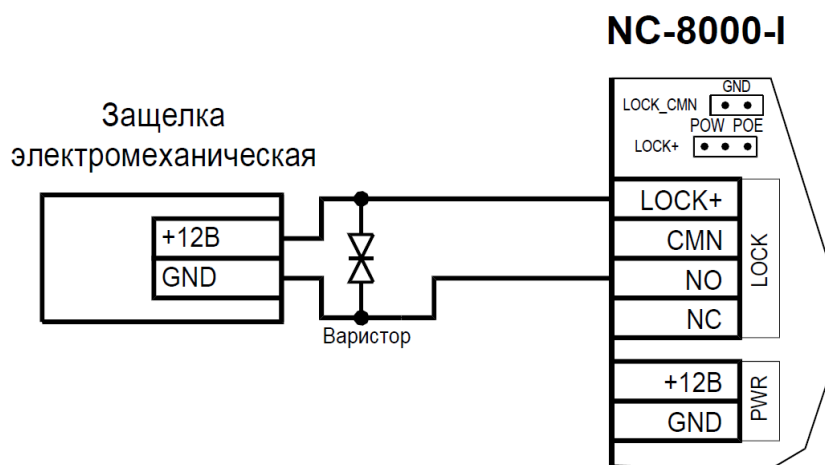 NC-8000-I
GND
LOCK_CMN
POW POE
LOCK+
Защелка
электромеханическая
+12В
GND
Варистор
LOCK+
CMN
NO
NC
LOCK
+12В
GND
PWR